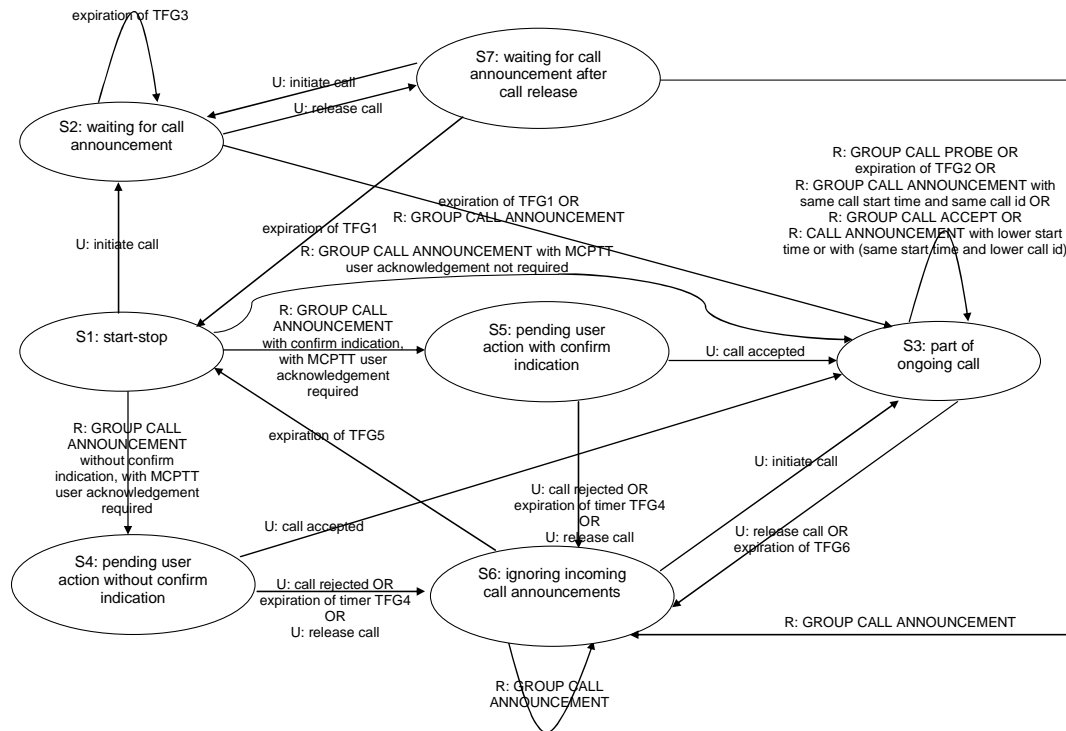 expiration of TFG3
S7: waiting for call
announcement after
call release
U: initiate call
U: release call
S2: waiting for call
announcement
R: GROUP CALL PROBE OR
expiration of TFG2 OR
R: GROUP CALL ANNOUNCEMENT with
same call start time and same call id OR
R: GROUP CALL ACCEPT OR
R: CALL ANNOUNCEMENT with lower start
time or with (same start time and lower call id)
expiration of TFG1 OR
R: GROUP CALL ANNOUNCEMENT
U: initiate call
expiration of TFG1
R: GROUP CALL ANNOUNCEMENT with MCPTT
user acknowledgement not required
S1: start-stop
R: GROUP CALL
ANNOUNCEMENT
with confirm indication,
with MCPTT user
acknowledgement
required
S5: pending user
action with confirm
indication
U: call accepted
S3: part of
ongoing call
R: GROUP CALL
ANNOUNCEMENT
without confirm
indication, with MCPTT
user acknowledgement
required
expiration of TFG5
U: initiate call
U: call rejected OR
expiration of timer TFG4
OR
U: release call
U: call accepted
U: release call OR
expiration of TFG6
S4: pending user
action without confirm
indication
U: call rejected OR
expiration of timer TFG4
OR
U: release call
S6: ignoring incoming
call announcements
R: GROUP CALL ANNOUNCEMENT
R: GROUP CALL
ANNOUNCEMENT